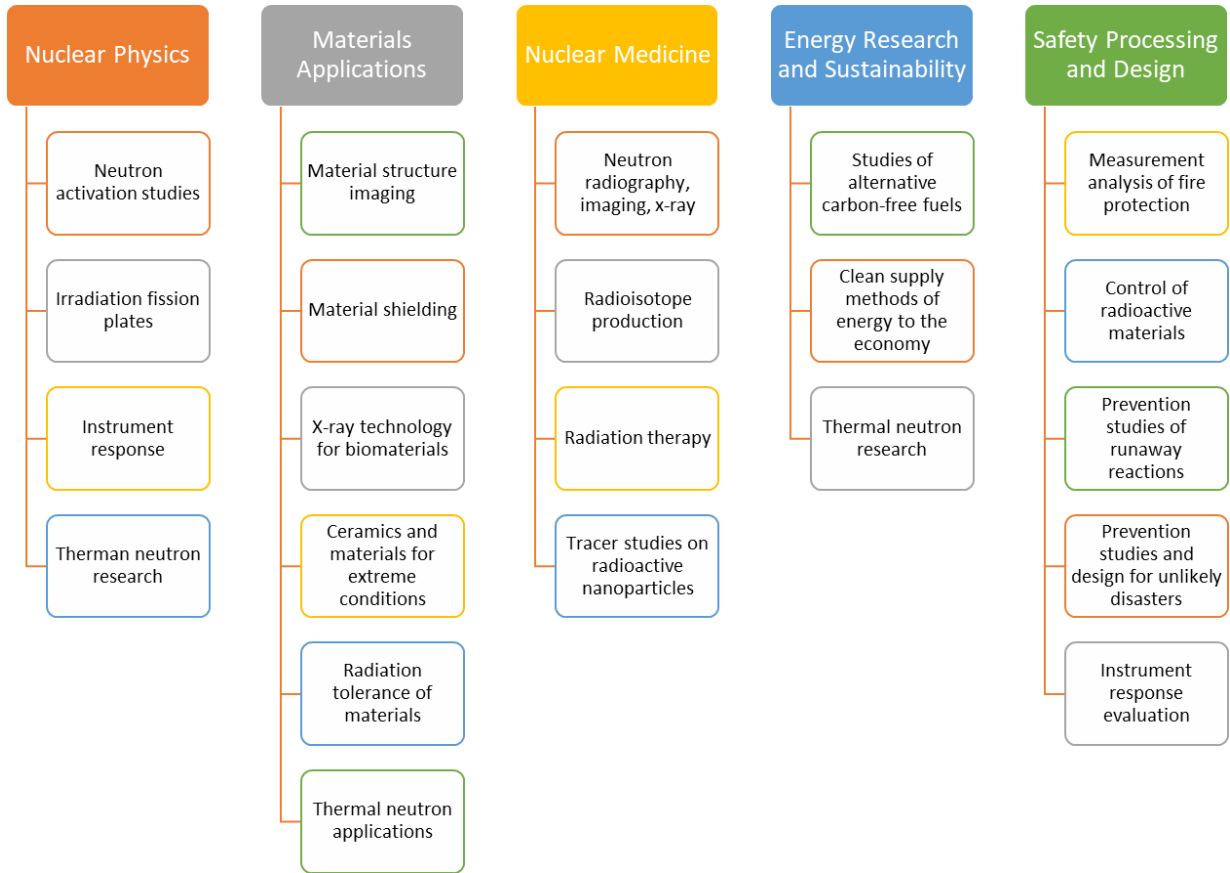 Nuclear Physics
Neutron
activation studies
Irradiation fission
plates
Instrument
response
Therman neutron
research
Materials
Applications
Material structure
imaging
Material shielding
X-ray technology
for biomaterials
Ceramics and
materials for
extreme
conditions
Radiation
tolerance of
materials
Thermal neutron
applications
Nuclear Medicine
Neutron
radiography,
imaging, x-ray
Radioisotope
production
Radiation therapy
Tracer studies on
radioactive
nanoparticles
Energy Research
and Sustainability
Studies of
alternative
carbon-free fuels
Clean supply
methods of
energy to the
economy
Thermal neutron
research
Safety Processing
and Design
Measurement
analysis of fire
protection
Control of
radioactive
materials
Prevention
studies of
runaway
reactions
Prevention
studies and
design for unlikely
disasters
Instrument
response
evaluation